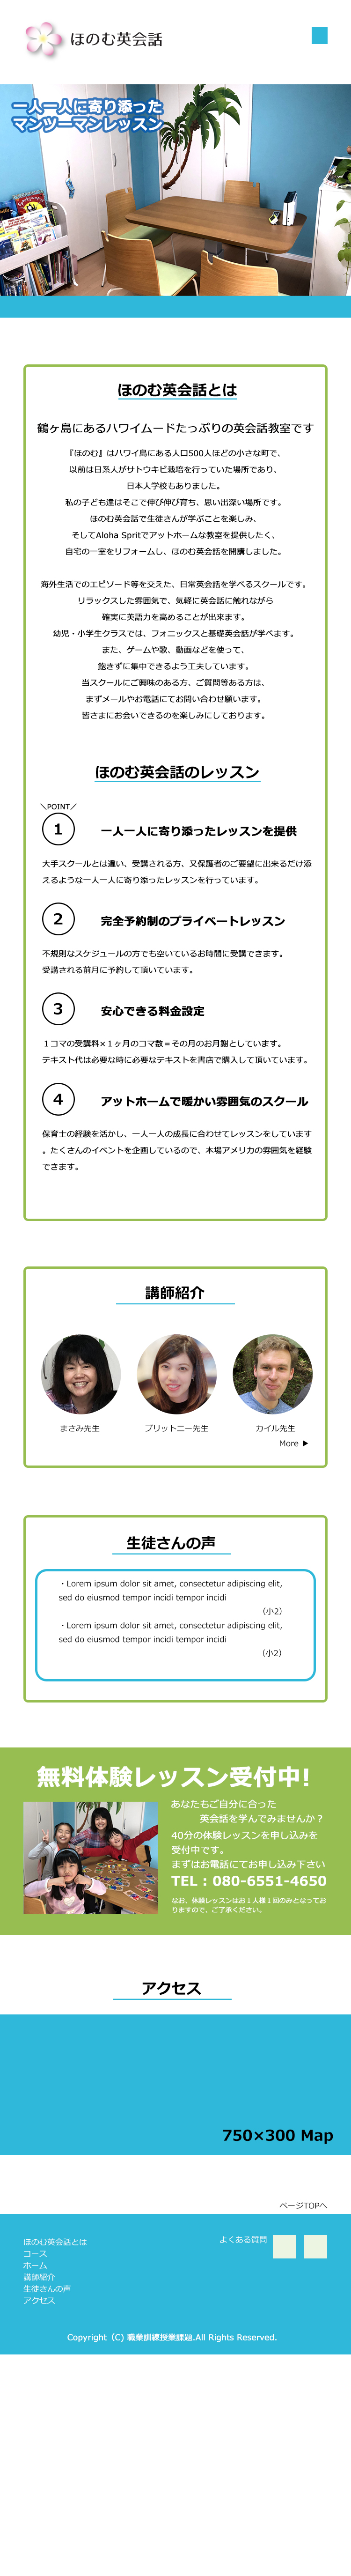 ほのむ英会話
一人一人に寄り添った
マンツーマンレッスン
ほのむ英会話とは
鶴ヶ島にあるハワイムードたっぷりの英会話教室です
『ほのむ』はハワイ島にある人口500人ほどの小さな町で、
以前は日系人がサトウキビ栽培を行っていた場所であり、
日本人学校もありました。
私の子ども達はそこで伸び伸び育ち、思い出深い場所です。
ほのむ英会話で生徒さんが学ぶことを楽しみ、
そしてAloha Spritでアットホームな教室を提供したく、
自宅の一室をリフォームし、ほのむ英会話を開講しました。
海外生活でのエピソード等を交えた、日常英会話を学べるスクールです。
リラックスした雰囲気で、気軽に英会話に触れながら
確実に英語力を高めることが出来ます。
幼児・小学生クラスでは、フォニックスと基礎英会話が学べます。
また、ゲームや歌、動画などを使って、
飽きずに集中できるよう工夫しています。
当スクールにご興味のある方、ご質問等ある方は、
まずメールやお電話にてお問い合わせ願います。
皆さまにお会いできるのを楽しみにしております。
ほのむ英会話のレッスン
＼POINT／
1 一人一人に寄り添ったレッスンを提供
大手スクールとは違い、受講される方、又保護者のご要望に出来るだけ添
えるような一人一人に寄り添ったレッスンを行っています。
2 完全予約制のプライベートレッスン
不規則なスケジュールの方でも空いているお時間に受講できます。
受講される前月に予約して頂いています。
3 安心できる料金設定
１コマの受講料×１ヶ月のコマ数＝その月のお月謝としています。
テキスト代は必要な時に必要なテキストを書店で購入して頂いています。
4 アットホームで暖かい雰囲気のスクール
保育士の経験を活かし、一人一人の成長に合わせてレッスンをしています
。たくさんのイベントを企画しているので、本場アメリカの雰囲気を経験
できます。
講師紹介
まさみ先生 ブリットニー先生 カイル先生
More ▶
生徒さんの声
・Lorem ipsum dolor sit amet, consectetur adipiscing elit,
sed do eiusmod tempor incidi tempor incidi
（小2）
・Lorem ipsum dolor sit amet, consectetur adipiscing elit,
sed do eiusmod tempor incidi tempor incidi
（小2）
無料体験レッスン受付中!
あなたもご自分に合った
英会話を学んでみませんか？
40分の体験レッスンを申し込みを
受付中です。
まずはお電話にてお申し込み下さい
TEL : 080-6551-4650
なお、体験レッスンはお１人様１回のみとなってお
りますので、ご了承ください。
アクセス
750×300 Map
ページTOPへ
ほのむ英会話とは
コース
ホーム
講師紹介
生徒さんの声
アクセス
よくある質問
Copyright（C) 職業訓練授業課題.All Rights Reserved.